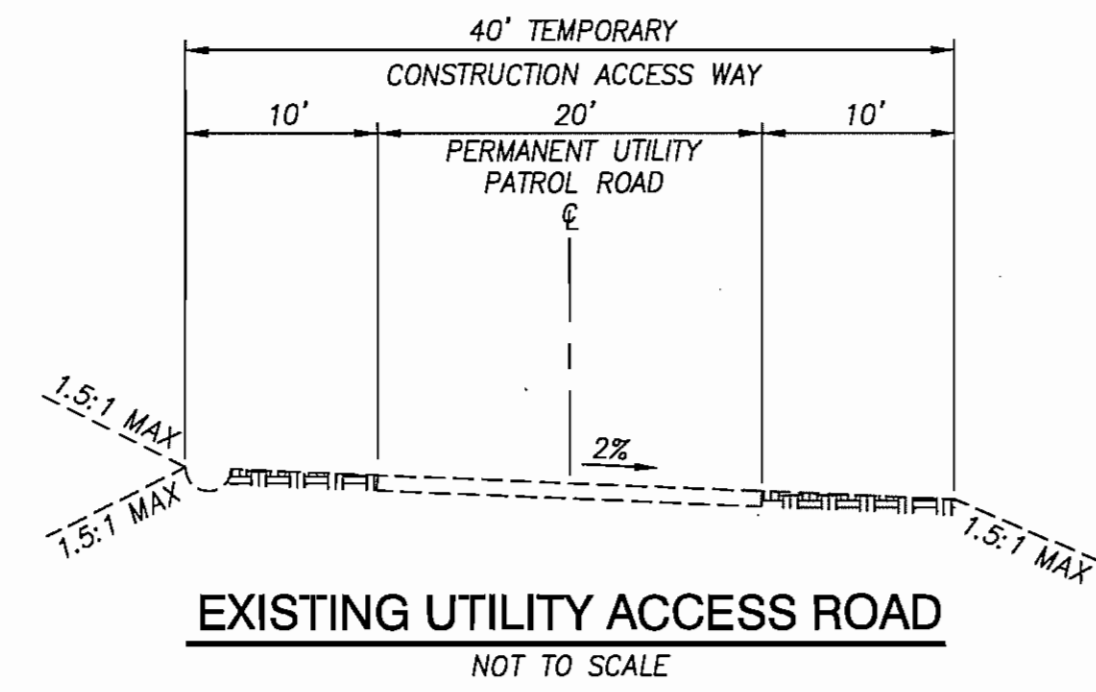 40' TEMPORARY
CONSTRUCTION ACCESS WAY
10'
20'
10'
PERMANENT UTILITY
PATROL ROAD
℄
1.5:1 MAX
2%
1.5:1 MAX
1.5:1 MAX
EXISTING UTILITY ACCESS ROAD
NOT TO SCALE